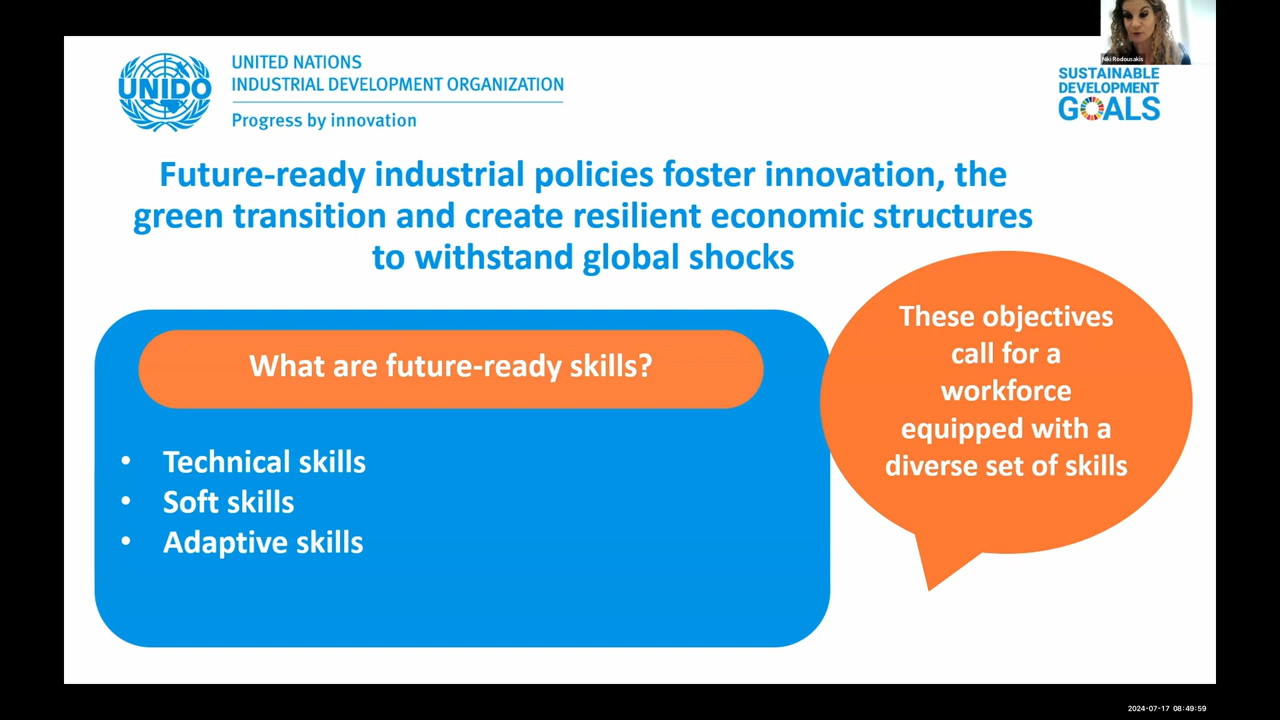 Niki Rodousakis
UNIDO
UNITED NATIONS
INDUSTRIAL DEVELOPMENT ORGANIZATION
Progress by innovation
SUSTAINABLE
DEVELOPMENT
GOALS
Future-ready industrial policies foster innovation, the
green transition and create resilient economic structures
to withstand global shocks
What are future-ready skills?
• Technical skills
• Soft skills
• Adaptive skills
These objectives
call for a
workforce
equipped with a
diverse set of skills
2024-07-17 08:49:59